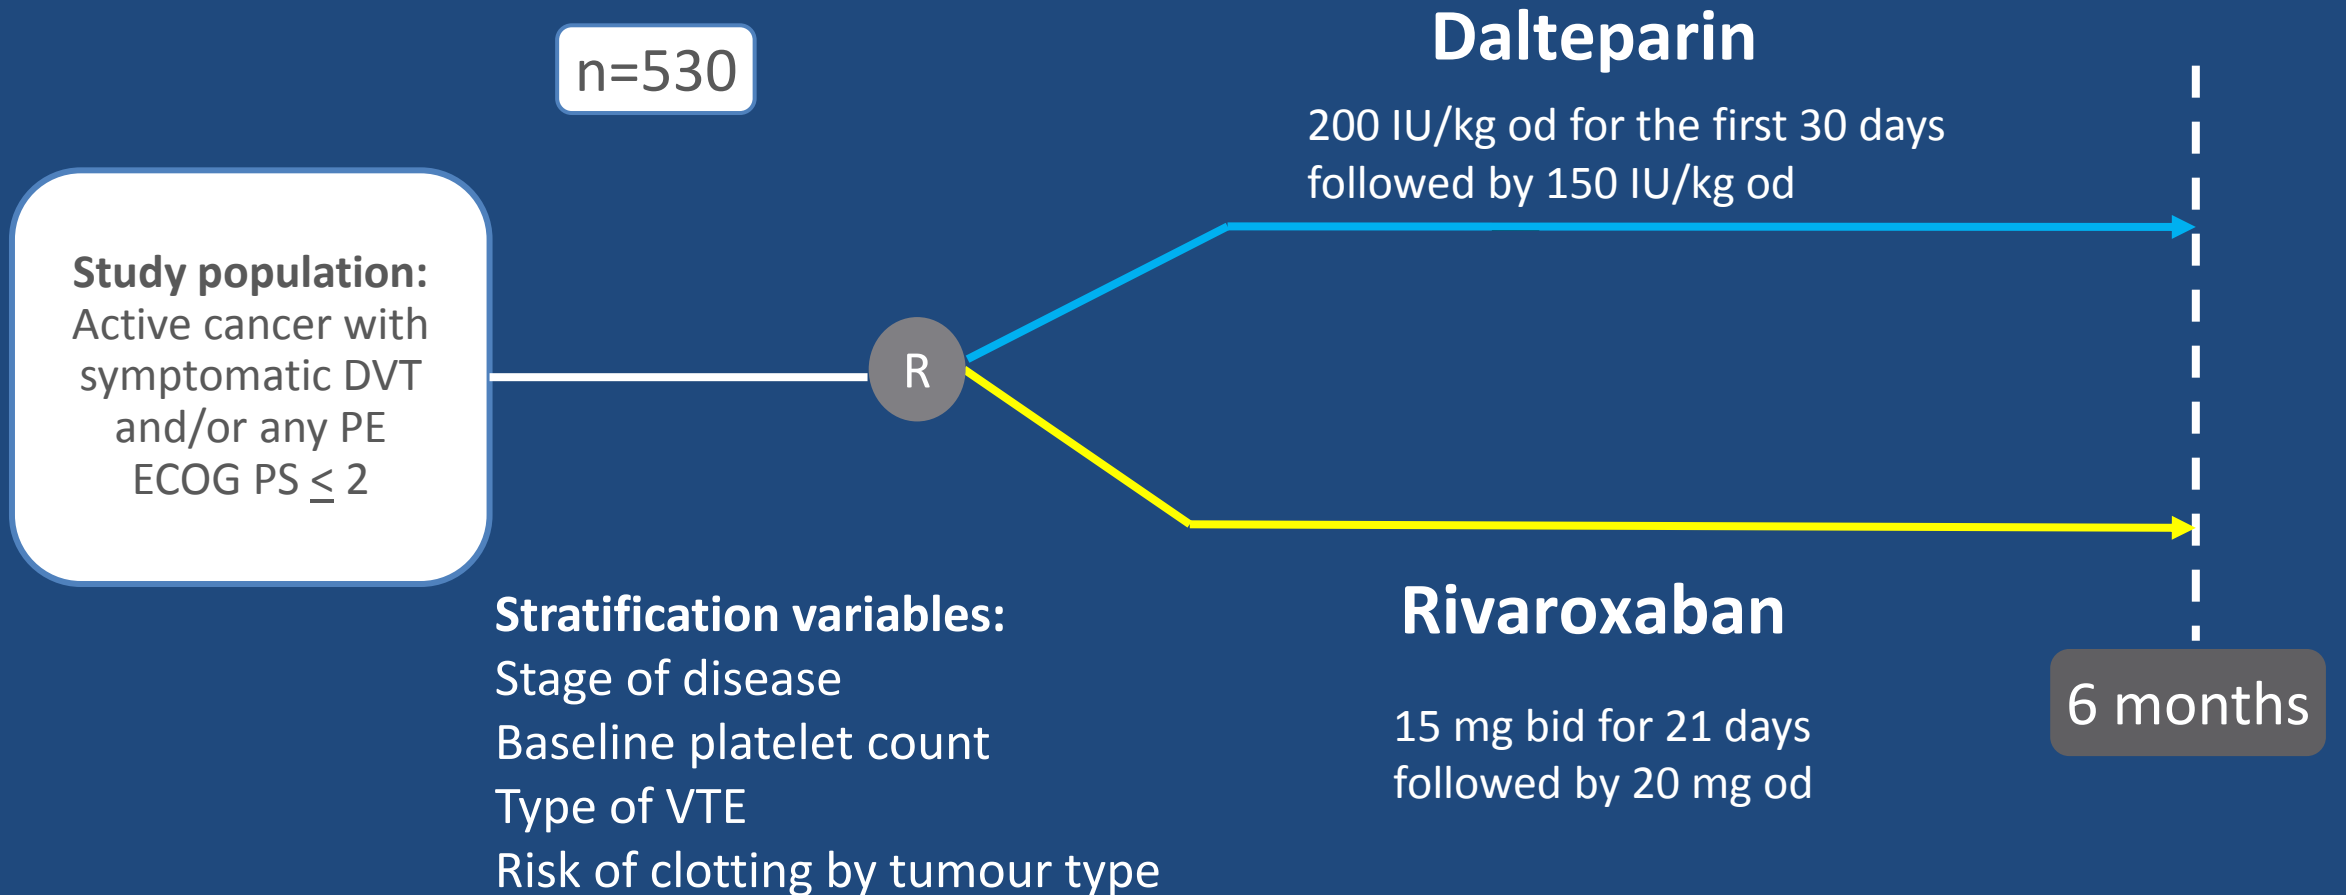 n=530
Study population:
Active cancer with
symptomatic DVT
and/or any PE
ECOG PS ≤ 2
R
Dalteparin
200 IU/kg od for the first 30 days
followed by 150 IU/kg od
Stratification variables:
Stage of disease
Baseline platelet count
Type of VTE
Risk of clotting by tumour type
Rivaroxaban
15 mg bid for 21 days
followed by 20 mg od
6 months